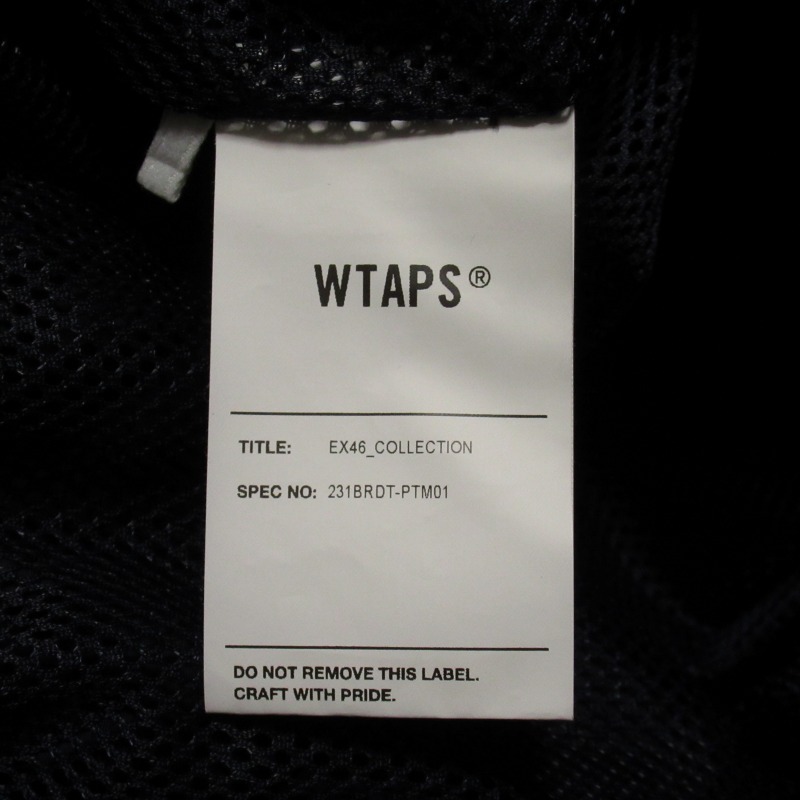 WTAPS®
TITLE: EX46_COLLECTION
SPEC NO: 231BRDT-PTM01
DO NOT REMOVE THIS LABEL.
CRAFT WITH PRIDE.